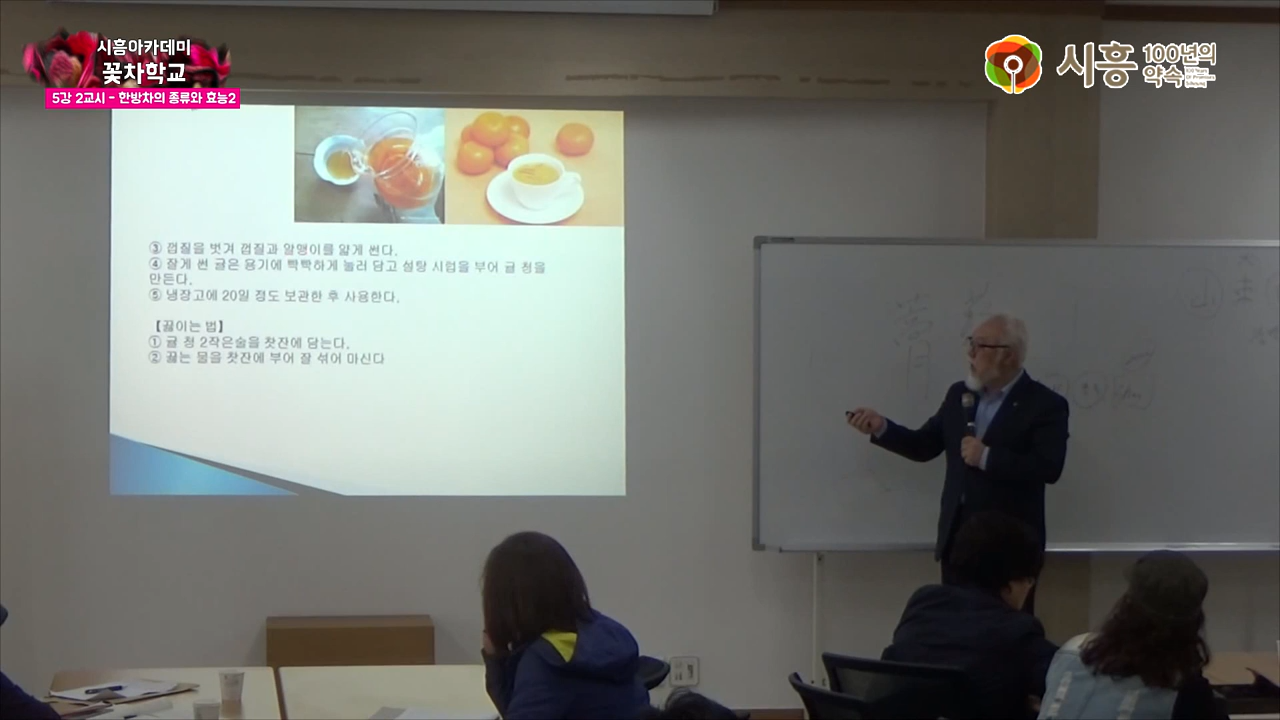 시흥아카데미
꽃차학교
5강 2교시 - 한방차의 종류와 효능2
시흥 100년의 약속
③ 껍질을 벗겨 껍질과 알맹이를 얇게 썬다.
④ 잘게 썬 귤은 용기에 빡빡하게 눌러 담고 설탕 시럽을 부어 귤 청을
만든다.
⑤ 냉장고에 20일 정도 보관한 후 사용한다.
【끓이는 법】
① 귤 청 2작은술을 찻잔에 담는다.
② 끓는 물을 찻잔에 부어 잘 섞어 마신다